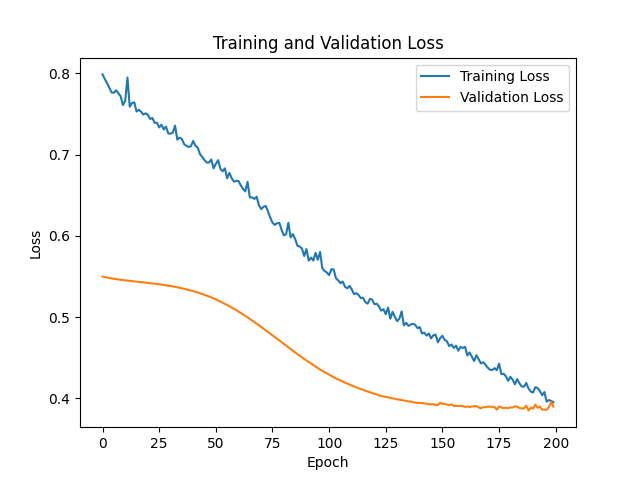 Training and Validation Loss
Training Loss
Validation Loss
0.8
0.7
0.6
0.5
0.4
Loss
0 25 50 75 100 125 150 175 200
Epoch